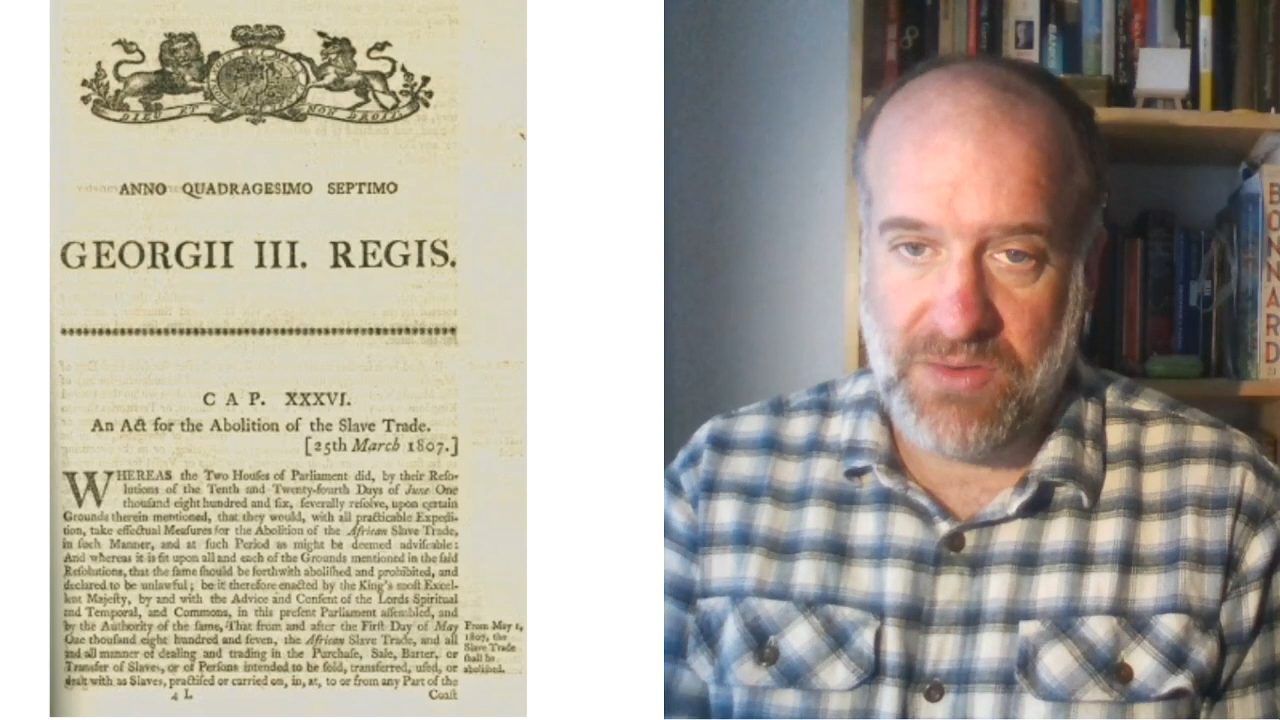 DIEU ET MON DROIT.
ANNO QUADRAGESIMO SEPTIMO
GEORGII III. REGIS.
CAP. XXXVI.
An Act for the Abolition of the Slave Trade.
[25th March 1807.]
WHEREAS the Two Houſes of Parliament did, by their Reſo-
lutions of the Tenth and Twenty-fourth Days of June One
thouſand eight hundred and ſix, ſeverally reſolve, upon certain
Grounds therein mentioned, that they would, with all practicable Expedi-
tion, take effectual Meaſures for the Abolition of the African Slave Trade,
in ſuch Manner, and at ſuch Period as might be deemed adviſeable:
And whereas it is fit upon all and each of the Grounds mentioned in the ſaid
Reſolutions, that the ſame ſhould be forthwith aboliſhed and prohibited, and
declared to be unlawful; be it therefore enacted by the King's moſt Excel-
lent Majeſty, by and with the Advice and Conſent of the Lords Spiritual
and Temporal, and Commons, in this preſent Parliament aſſembled, and
by the Authority of the ſame, That from and after the Firſt Day of May
One thouſand eight hundred and ſeven, the African Slave Trade, and all
and all manner of dealing and trading in the Purchaſe, Sale, Barter, or
Transfer of Slaves, or of Perſons intended to be ſold, transferred, uſed, or
dealt with as Slaves, practiſed or carried on, in, at, to or from any Part of the
4 L
Coaſt
From May 1,
1807, the
Slave Trade
ſhall be
aboliſhed.
BANKS
BONNARD